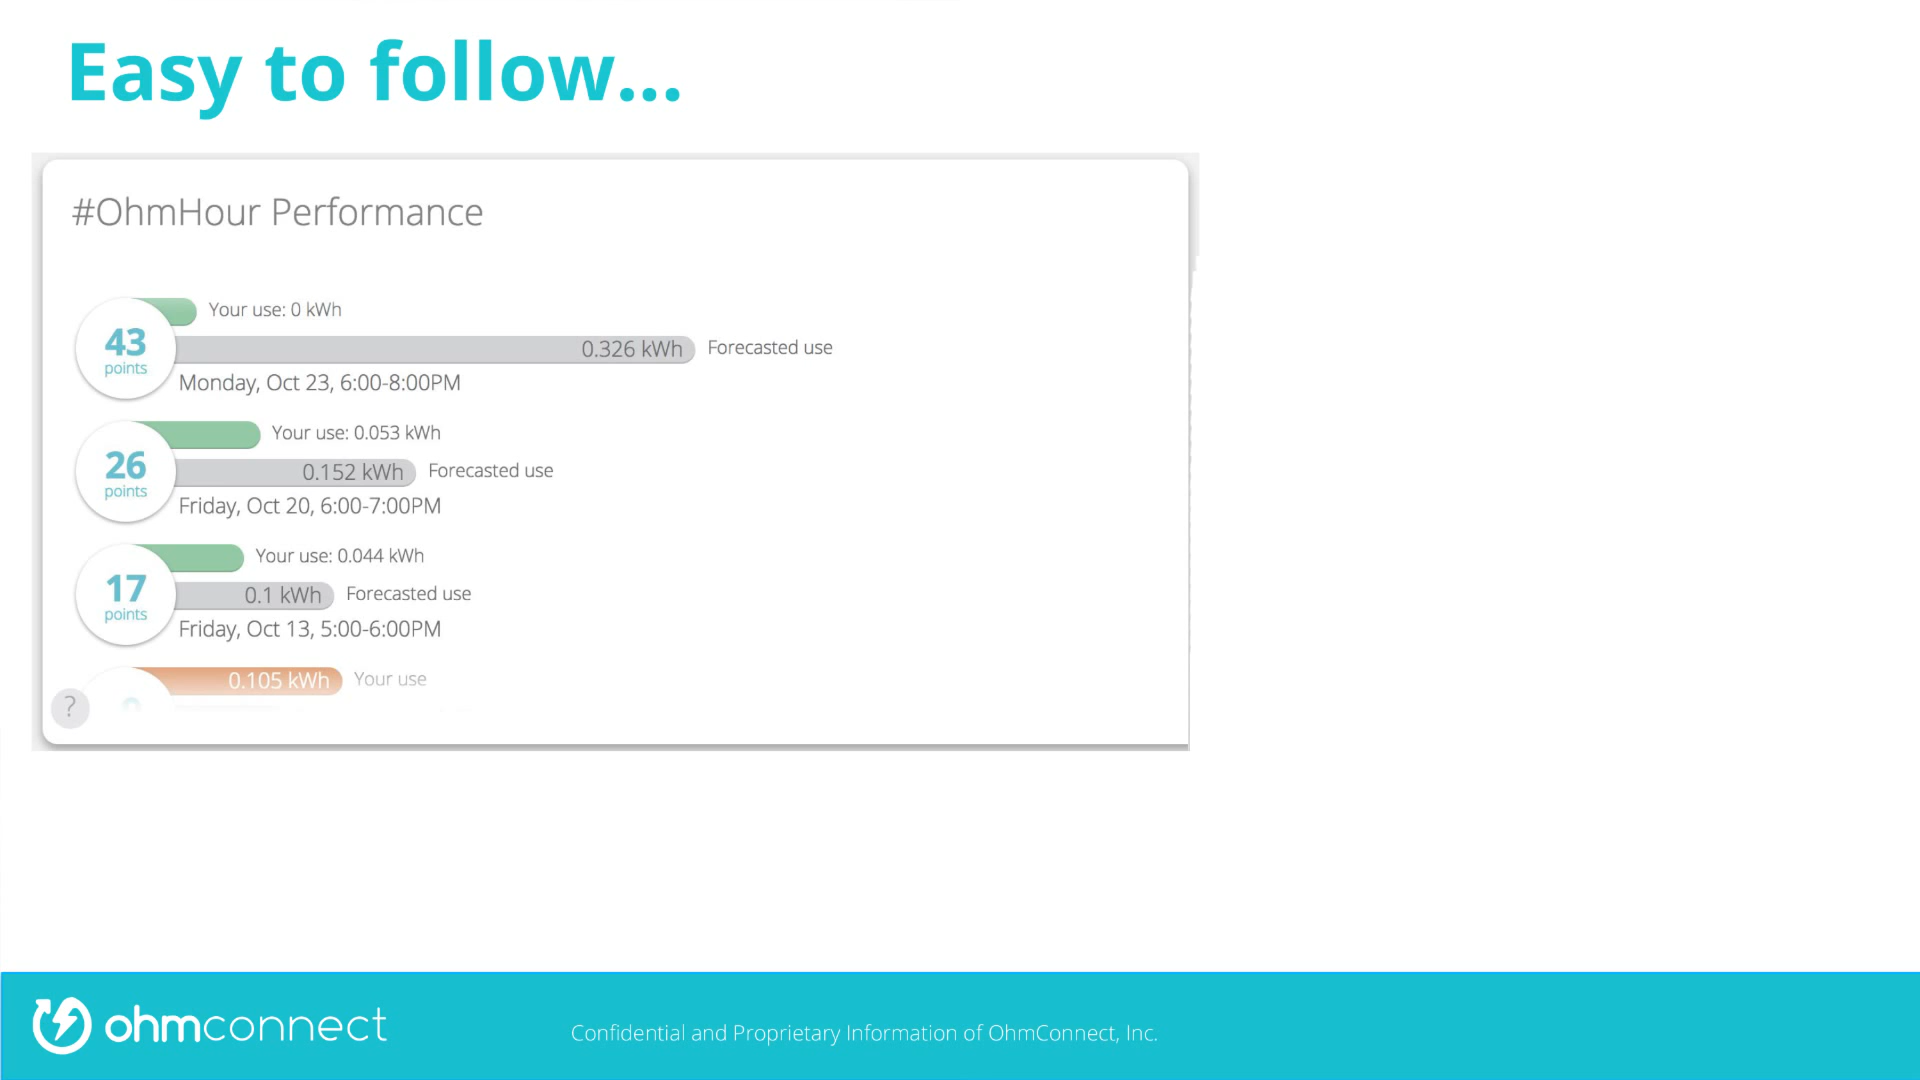 Easy to follow...
#OhmHour Performance
Your use: 0 kWh
43
points
0.326 kWh Forecasted use
Monday, Oct 23, 6:00-8:00PM
Your use: 0.053 kWh
26
points
0.152 kWh Forecasted use
Friday, Oct 20, 6:00-7:00PM
Your use: 0.044 kWh
17
points
0.1 kWh Forecasted use
Friday, Oct 13, 5:00-6:00PM
0.105 kWh Your use
?
ohmconnect
Confidential and Proprietary Information of OhmConnect, Inc.